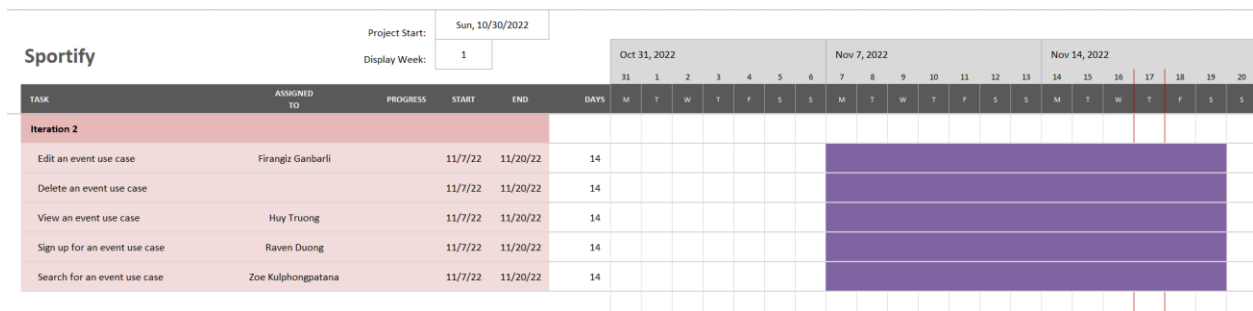 Project Start: Sun, 10/30/2022
Sportify Display Week: 1
Oct 31, 2022 Nov 7, 2022 Nov 14, 2022
31 1 2 3 4 5 6 7 8 9 10 11 12 13 14 15 16 17 18 19 20
TASK ASSIGNED TO PROGRESS START END DAYS M T W T F S S M T W T F S S M T W T F S S
Iteration 2
Edit an event use case Firangiz Ganbarli 11/7/22 11/20/22 14
Delete an event use case 11/7/22 11/20/22 14
View an event use case Huy Truong 11/7/22 11/20/22 14
Sign up for an event use case Raven Duong 11/7/22 11/20/22 14
Search for an event use case Zoe Kulphongpatana 11/7/22 11/20/22 14